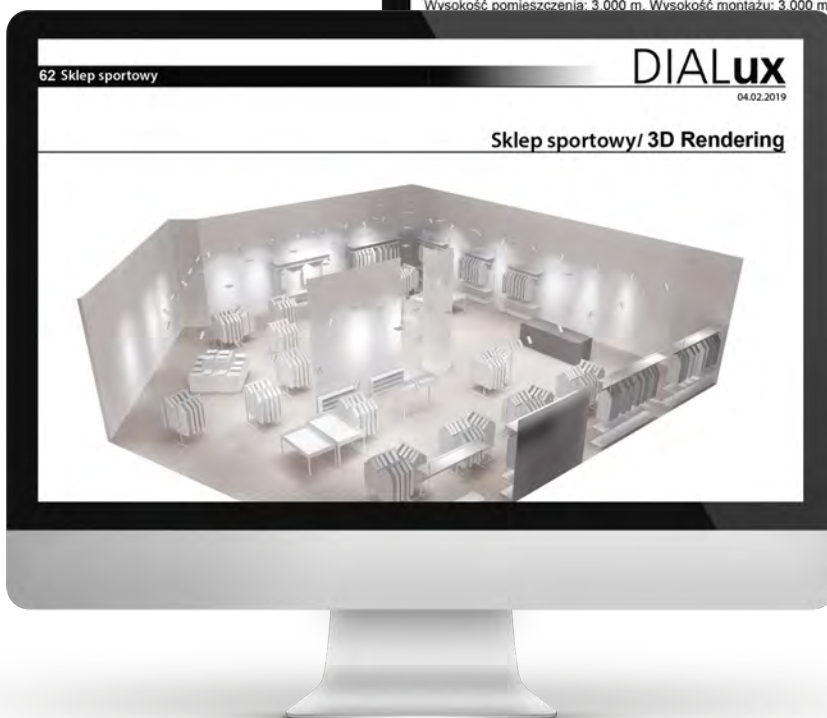 Wysokość pomieszczenia: 3.000 m, Wysokość montażu: 3.000 m
62 Sklep sportowy
DIALux
04.02.2019
Sklep sportowy/ 3D Rendering